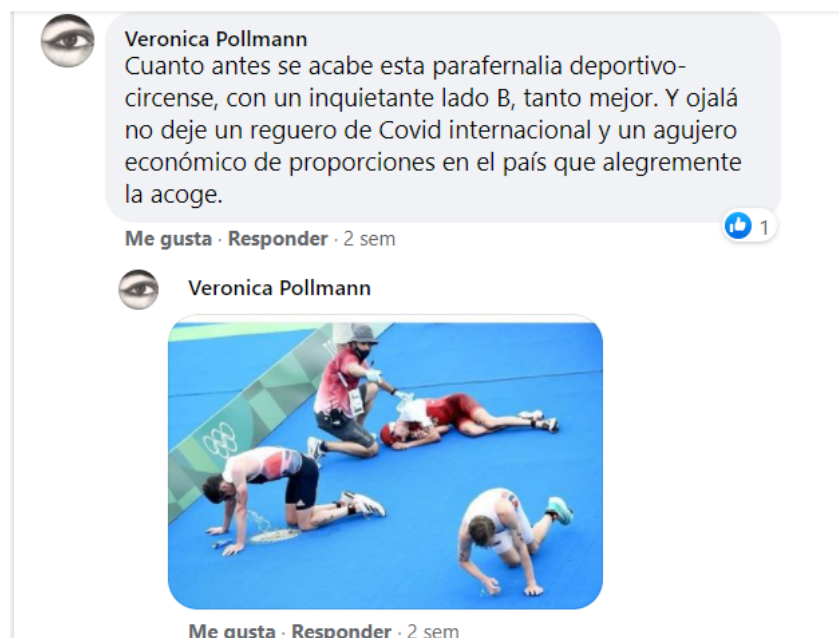 Veronica Pollmann
Cuanto antes se acabe esta parafernalia deportivo-
circense, con un inquietante lado B, tanto mejor. Y ojalá
no deje un reguero de Covid internacional y un agujero
económico de proporciones en el país que alegremente
la acoge.
1
Me gusta · Responder · 2 sem
Veronica Pollmann
Me gusta · Responder · 2 sem